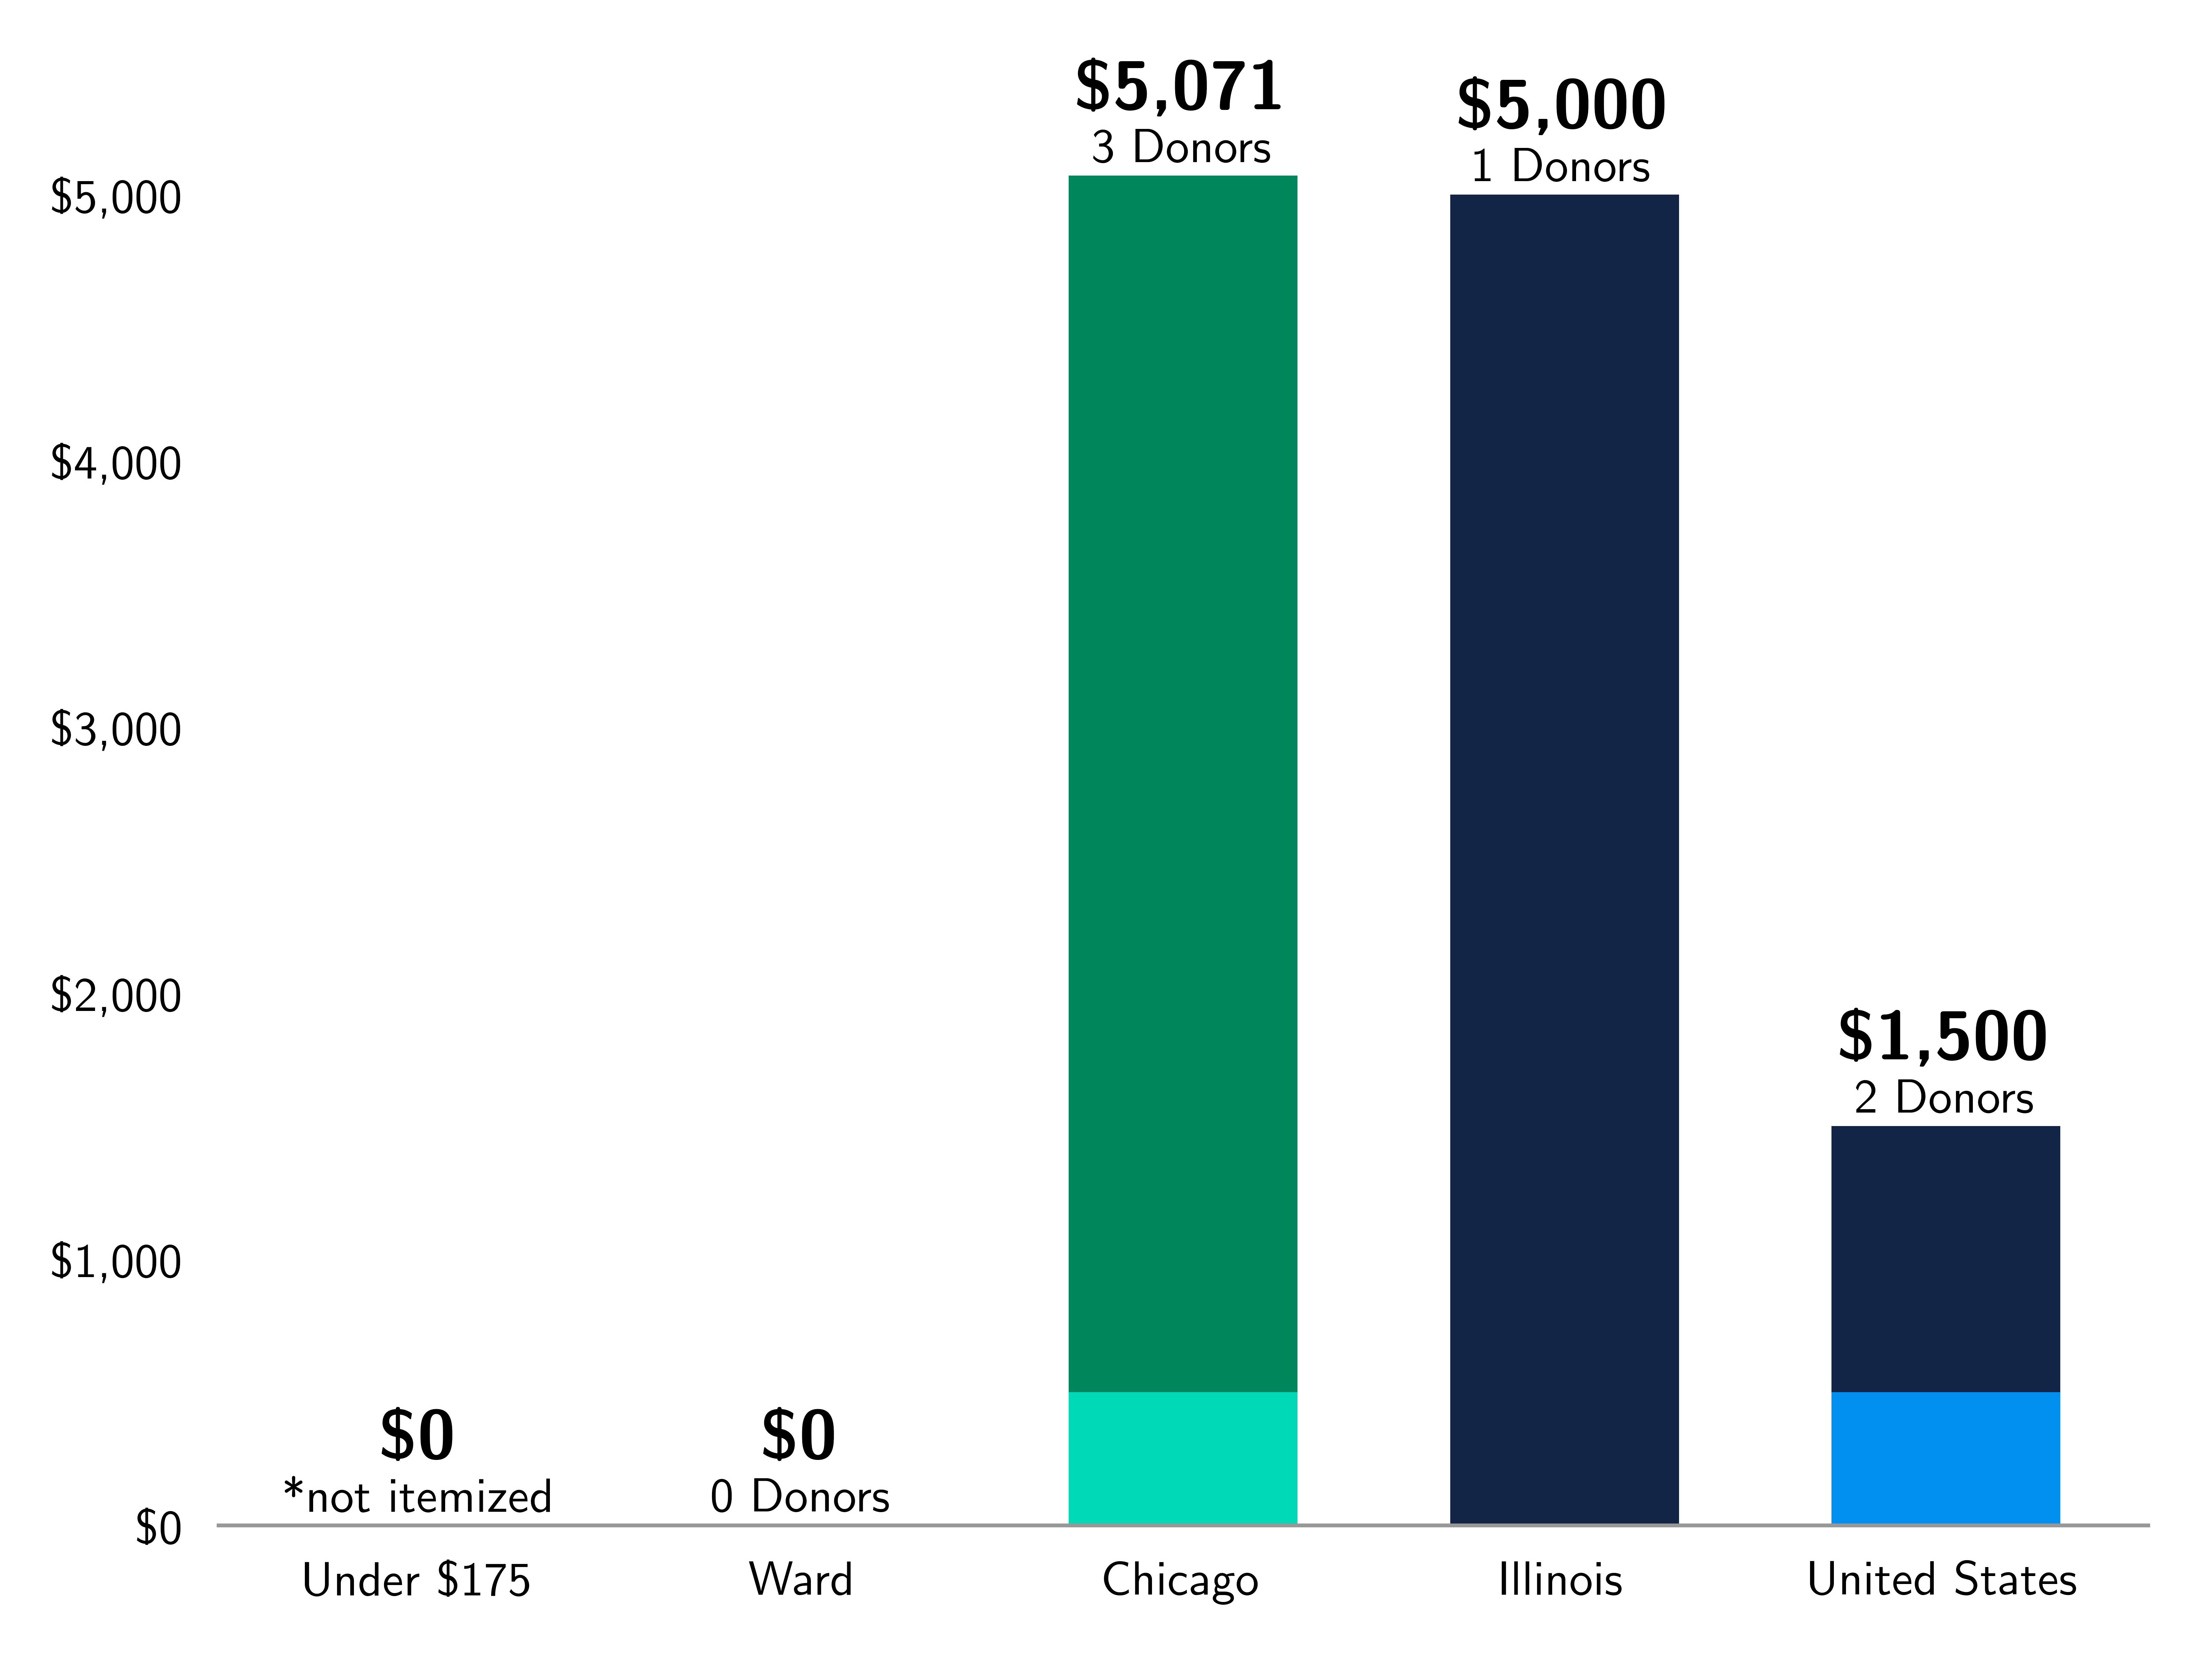 $5,071
3 Donors
$5,000
1 Donors
$5,000
$4,000
$3,000
$2,000
$1,500
2 Donors
$1,000
$0
*not itemized
$0
0 Donors
$0
Under $175
Ward
Chicago
Illinois
United States